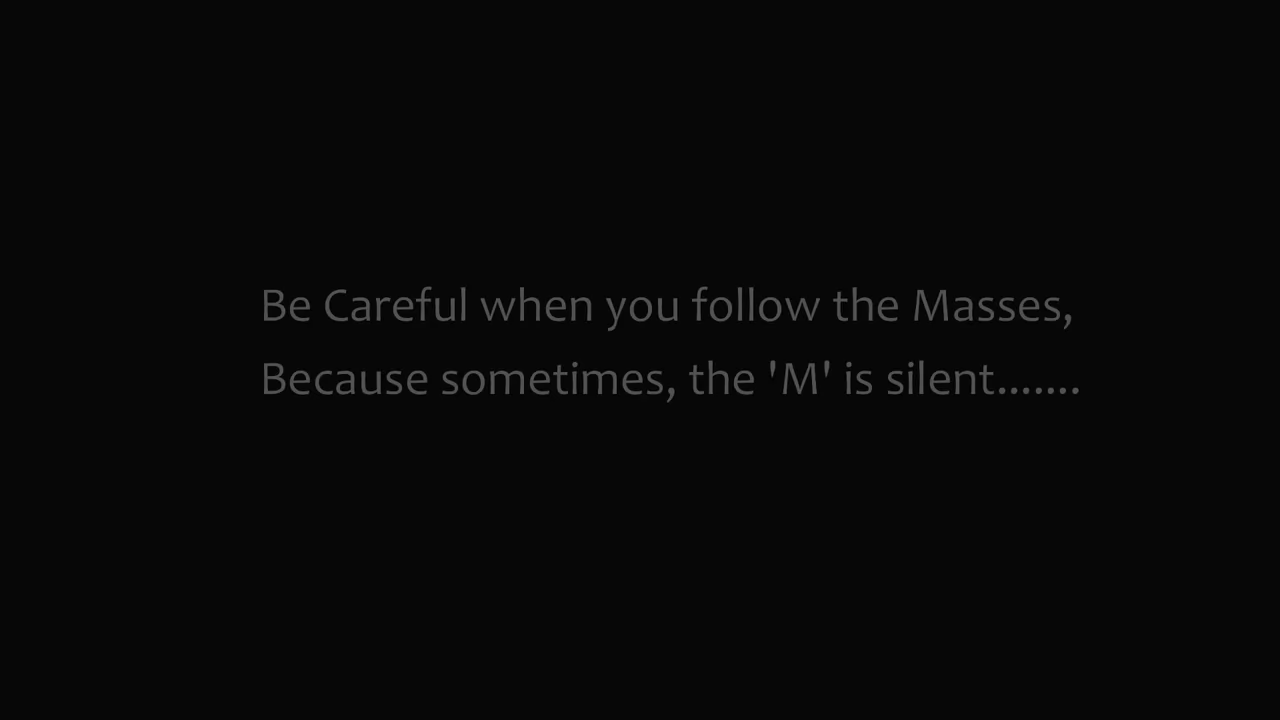 Be Careful when you follow the Masses,
Because sometimes, the 'M' is silent.......